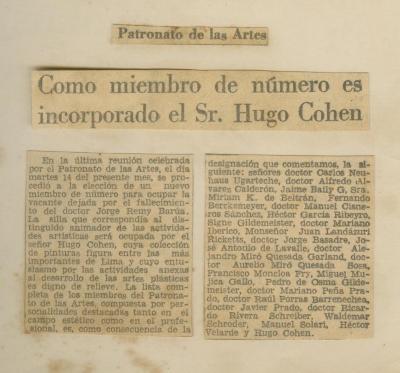 Patronato de las Artes
Como miembro de número es
incorporado el Sr. Hugo Cohen
En la última reunión celebrada
por el Patronato de las Artes, el día
martes 14 del presente mes, se pro-
cedió a la elección de un nuevo
miembro de número para ocupar la
vacante dejada por el fallecimiento
del doctor Jorge Remy Barúa.
La silla que correspondía al dis-
tinguido animador de las activida-
des artísticas será ocupada por el
señor Hugo Cohen, cuya colección
de pinturas figura entre las más
importantes de Lima y cuyo entu-
siasmo por las actividades anexas
al desarrollo de las artes plásticas
es digno de relieve. La lista com-
pleta de los miembros del Patrona-
to de las Artes, compuesta por per-
sonalidades destacadas tanto en el
campo estético como en el profe-
sional, es, como consecuencia de la
designación que comentamos, la si-
guiente: señores doctor Carlos Neu-
haus Ugarteche, doctor Alfredo Al-
vares Calderón, Jaime Bally G, Sra.
Miriam K. de Beltrán, Fernando
Berckemeyer, doctor Manuel Cisne-
ros Sánchez, Héctor García Ribeyro,
Signe Gildemeister, doctor Mariano
Iberico, Monseñor Juan Landázuri
Ricketts, doctor Jorge Basadre, Jo-
sé Antonio de Lavalle, doctor Ale-
jandro Miró Quesada Garland, doc-
tor Aurelio Miró Quesada Sosa,
Francisco Moncloa Fry, Miguel Mu-
jica Gallo, Pedro de Osma Gilde-
meister, doctor Mariano Peña Pra-
do, doctor Raúl Porras Barrenechea,
doctor Javier Prado, doctor Ricar-
do Rivera Schreiber, Waldemar
Schroder, Manuel Solari, Héctor
Velarde y Hugo Cohen.